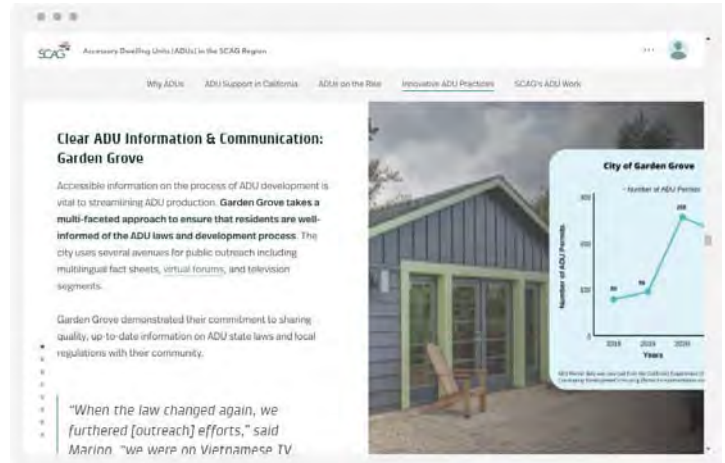 SCAG
Accessory Dwelling Units (ADUs) in the SCAG Region
Why ADUs
ADU Support in California
ADUs on the Rise
Innovative ADU Practices
SCAG's ADU Work
Clear ADU Information & Communication:
Garden Grove
Accessible information on the process of ADU development is
vital to streamlining ADU production. Garden Grove takes a
multi-faceted approach to ensure that residents are well-
informed of the ADU laws and development process. The
city uses several avenues for public outreach including
multilingual fact sheets, virtual forums, and television
segments.
Garden Grove demonstrated their commitment to sharing
quality, up-to-date information on ADU state laws and local
regulations with their community.
"When the law changed again, we
furthered [outreach] efforts," said
Marino, "we were on Vietnamese TV
City of Garden Grove
Number of ADU Permits
Number of ADU Permits
2018
2019
2020
Years